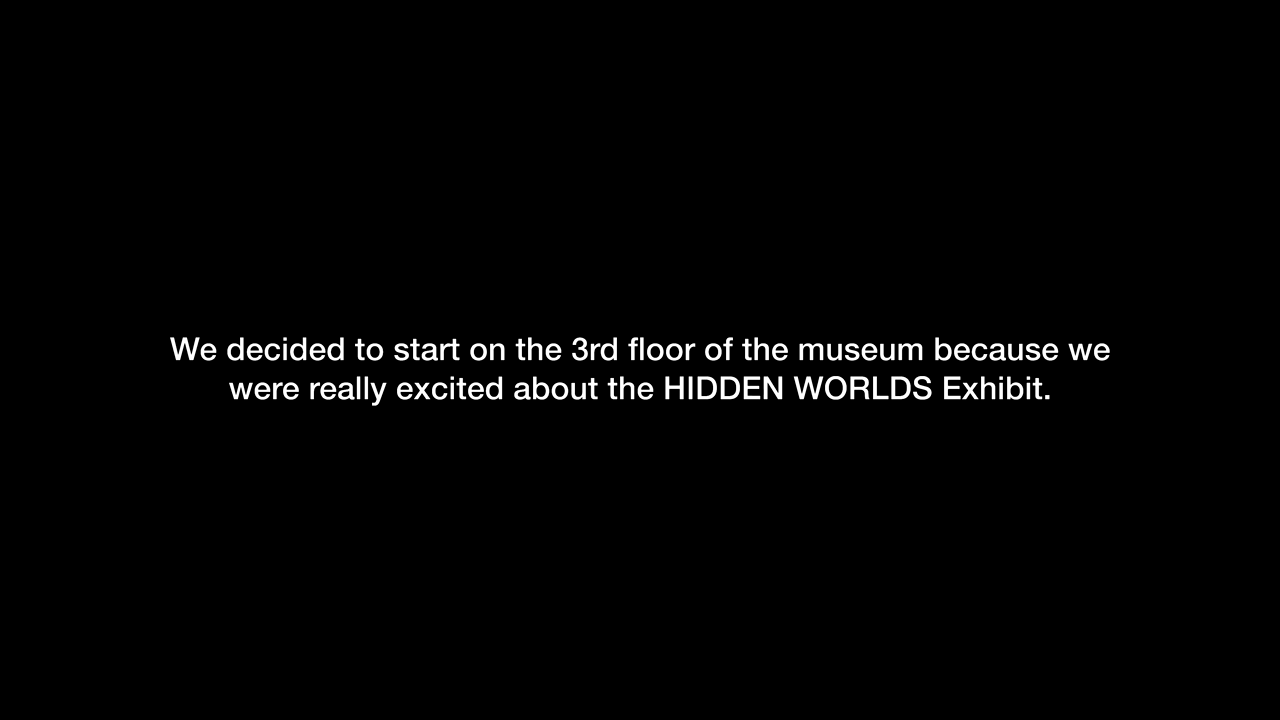 We decided to start on the 3rd floor of the museum because we
were really excited about the HIDDEN WORLDS Exhibit.